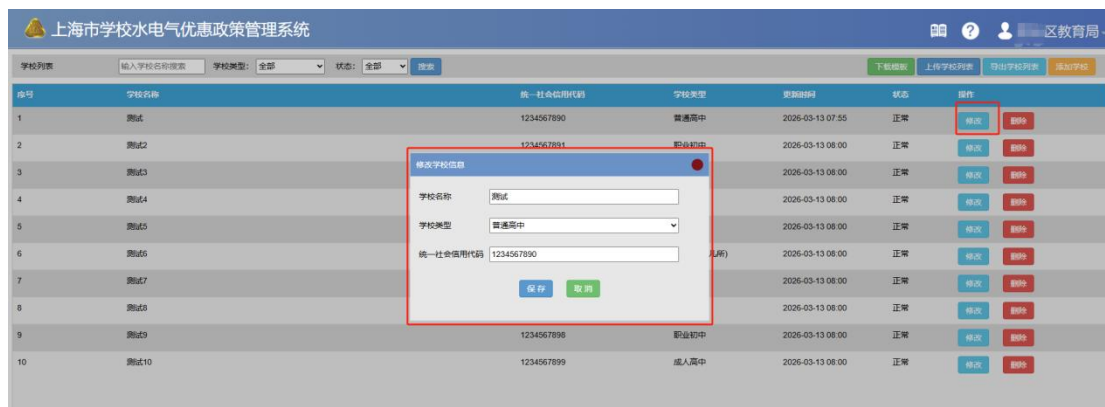 上海市学校水电气优惠政策管理系统
区教育局
学校列表 输入学校名称搜索 学校类型: 全部 状态: 全部 搜索 下载模板 上传学校列表 导出学校列表 添加学校
序号 学校名称 统一社会信用代码 学校类型 更新时间 状态 操作
1 测试 1234567890 普通高中 2026-03-13 07:55 正常 修改 删除
2 测试2 1234567891 职业初中 2026-03-13 08:00 正常 修改 删除
3 测试3 2026-03-13 08:00 正常 修改 删除
4 测试4 2026-03-13 08:00 正常 修改 删除
5 测试5 2026-03-13 08:00 正常 修改 删除
6 测试6 儿所) 2026-03-13 08:00 正常 修改 删除
7 测试7 2026-03-13 08:00 正常 修改 删除
8 测试8 2026-03-13 08:00 正常 修改 删除
9 测试9 1234567898 职业初中 2026-03-13 08:00 正常 修改 删除
10 测试10 1234567899 成人高中 2026-03-13 08:00 正常 修改 删除
修改学校信息
学校名称 测试
学校类型 普通高中
统一社会信用代码 1234567890
保存 取消